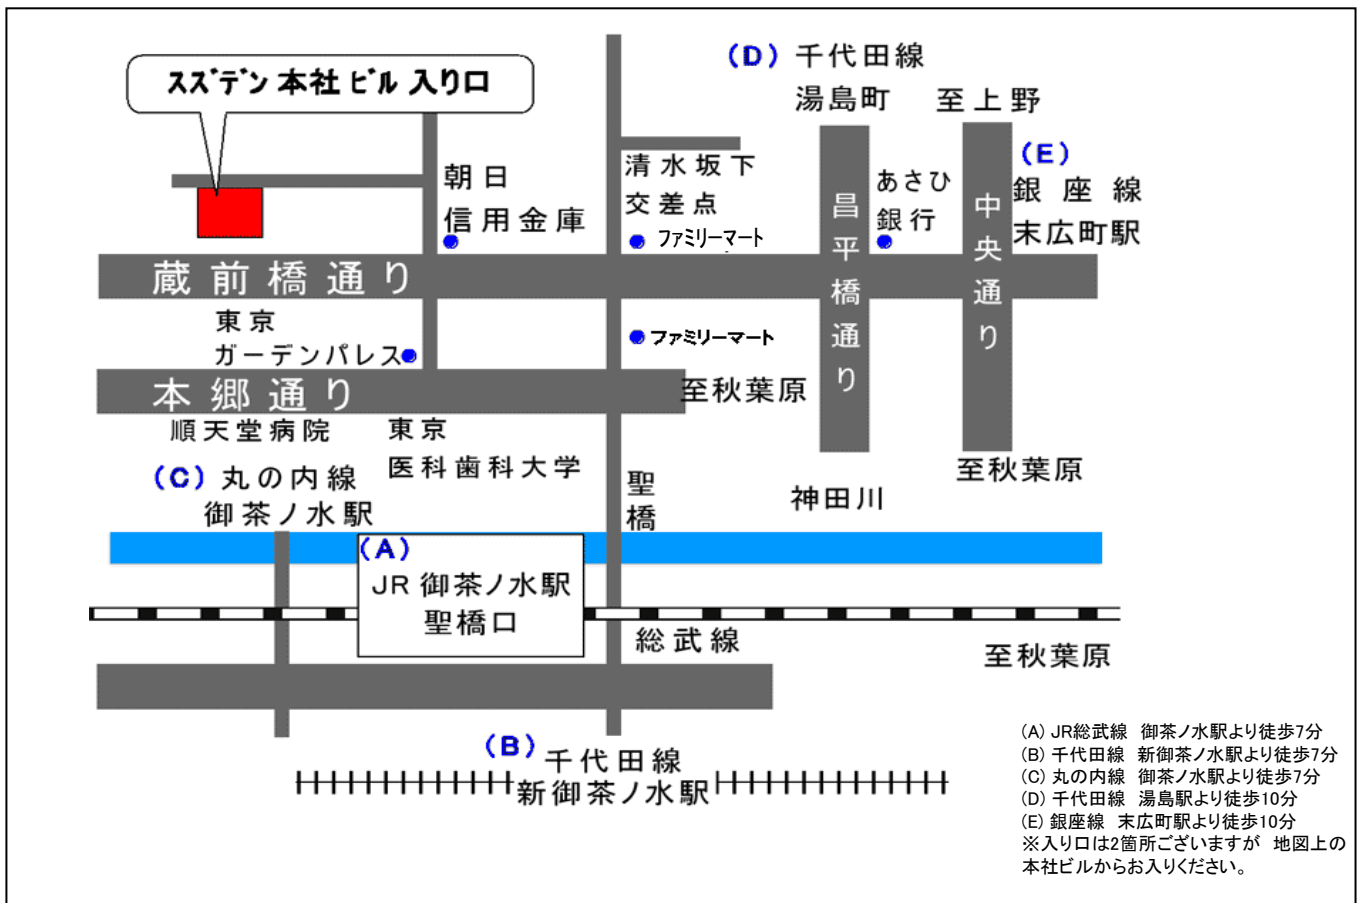 スズデン 本社 ビル 入り口
(D) 千代田線
湯島町
至上野
(E)
銀座線
末広町駅
朝日
信用金庫
清水坂下
交差点
ファミリーマート
あさひ
銀行
昌平橋通り
中央通り
蔵前橋通り
東京
ガーデンパレス
ファミリーマート
本郷通り
至秋葉原
順天堂病院
東京
医科歯科大学
(C) 丸の内線
御茶ノ水駅
聖橋
神田川
至秋葉原
(A)
JR 御茶ノ水駅
聖橋口
総武線
至秋葉原
(B) 千代田線
新御茶ノ水駅
(A) JR総武線 御茶ノ水駅より徒歩7分
(B) 千代田線 新御茶ノ水駅より徒歩7分
(C) 丸の内線 御茶ノ水駅より徒歩7分
(D) 千代田線 湯島駅より徒歩10分
(E) 銀座線 末広町駅より徒歩10分
※入り口は2箇所ございますが 地図上の
本社ビルからお入りください。